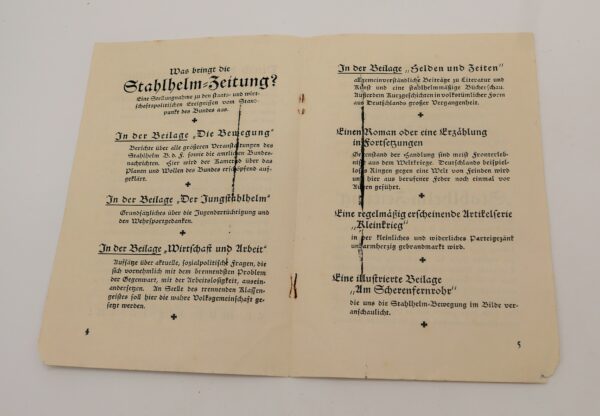 Was bringt die
Stahlhelm-Zeitung?
Eine Stellungnahme zu den staats- und wirt-
schaftspolitischen Ereignissen vom Stand-
punkt des Bundes aus.
In der Beilage „Die Bewegung"
Berichte über alle größeren Veranstaltungen des
Stahlhelm B. d. F. sowie die amtlichen Bundes-
nachrichten. Hier wird der Kamerad über das
Planen und Wollen des Bundes erschöpfend auf-
geklärt.
In der Beilage „Der Jungstahlhelm"
Grundsätzliches über die Jugendertüchtigung und
den Wehrsportgedanken.
In der Beilage „Wirtschaft und Arbeit"
Aufsätze über aktuelle, sozialpolitische Fragen, die
sich vornehmlich mit dem brennendsten Problem
der Gegenwart, mit der Arbeitslosigkeit, ausein-
andersetzen. An Stelle des trennenden Klassen-
geistes soll hier die wahre Volksgemeinschaft ge-
setzt werden.
4
In der Beilage „Helden und Zeiten"
allgemeinverständliche Beiträge zu Literatur und
Kunst und eine stahlhelmmäßige Bücherschau.
Außerdem Kurzgeschichten in volkstümlicher Form
aus Deutschlands großer Vergangenheit.
Einen Roman oder eine Erzählung
in Fortsetzungen
Gegenstand der Handlung sind meist Fronterleb-
nisse aus dem Weltkriege. Deutschlands beispiel-
loses Ringen gegen eine Welt von Feinden wird
uns hier aus berufener Feder noch einmal vor
Augen geführt.
Eine regelmäßig erscheinende Artikelserie
„Kleinkrieg"
in der kleinliches und widerliches Parteigezänk
unbarmherzig gebrandmarkt wird.
Eine illustrierte Beilage
"Am Scherenfernrohr"
die uns die Stahlhelm-Bewegung im Bilde ver-
anschaulicht.
5